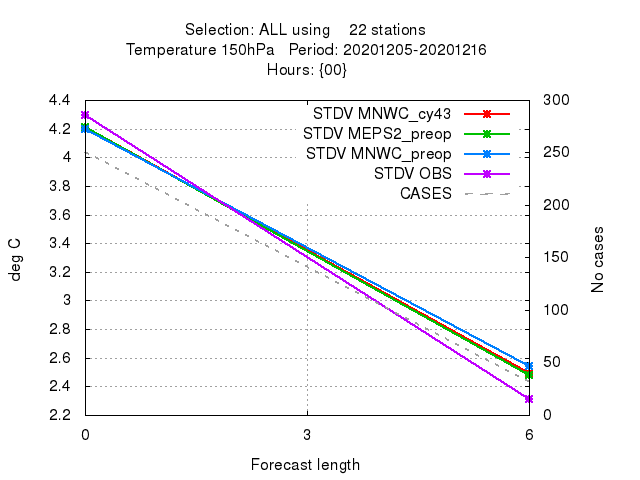 Selection: ALL using    22 stations
Temperature 150hPa   Period: 20201205-20201216
Hours: {00}
4.4
4.2
4
3.8
3.6
3.4
3.2
3
2.8
2.6
2.4
2.2
deg C
STDV MNWC_cy43
STDV MEPS2_preop
STDV MNWC_preop
STDV OBS
CASES
300
250
200
150
100
50
0
No cases
0
3
6
Forecast length